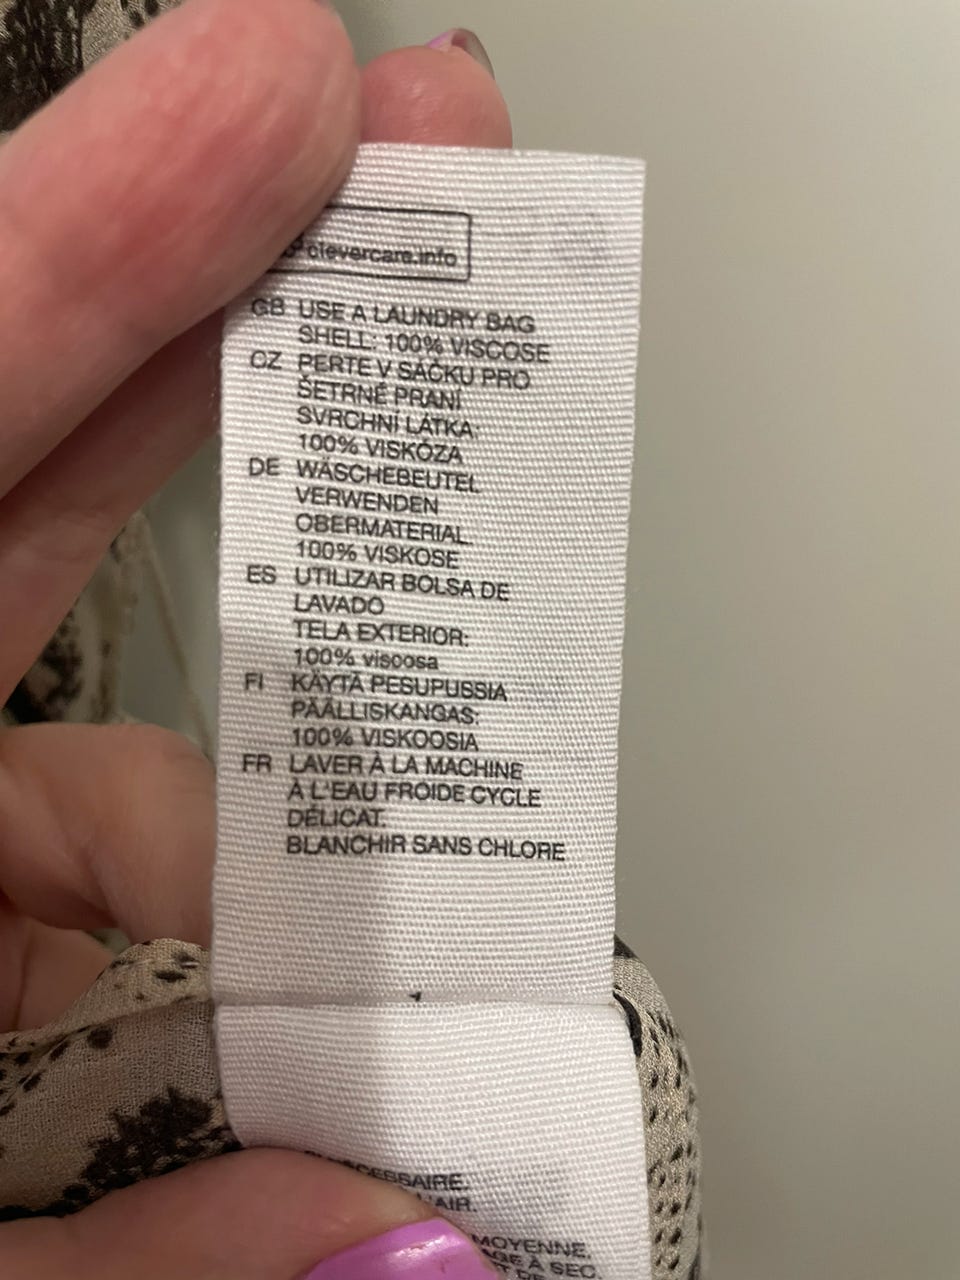 clevercare.info
GB USE A LAUNDRY BAG
SHELL: 100% VISCOSE
CZ PERTE V SÁČKU PRO
ŠETRNÉ PRANÍ
SVRCHNÍ LÁTKA:
100% VISKÓZA
DE WÄSCHEBEUTEL
VERWENDEN
OBERMATERIAL
100% VISKOSE
ES UTILIZAR BOLSA DE
LAVADO
TELA EXTERIOR:
100% viscosa
FI KÄYTÄ PESUPUSSIA
PÄÄLLISKANGAS:
100% VISKOOSIA
FR LAVER À LA MACHINE
À L'EAU FROIDE CYCLE
DÉLICAT.
BLANCHIR SANS CHLORE
MOYENNE.
À SEC.